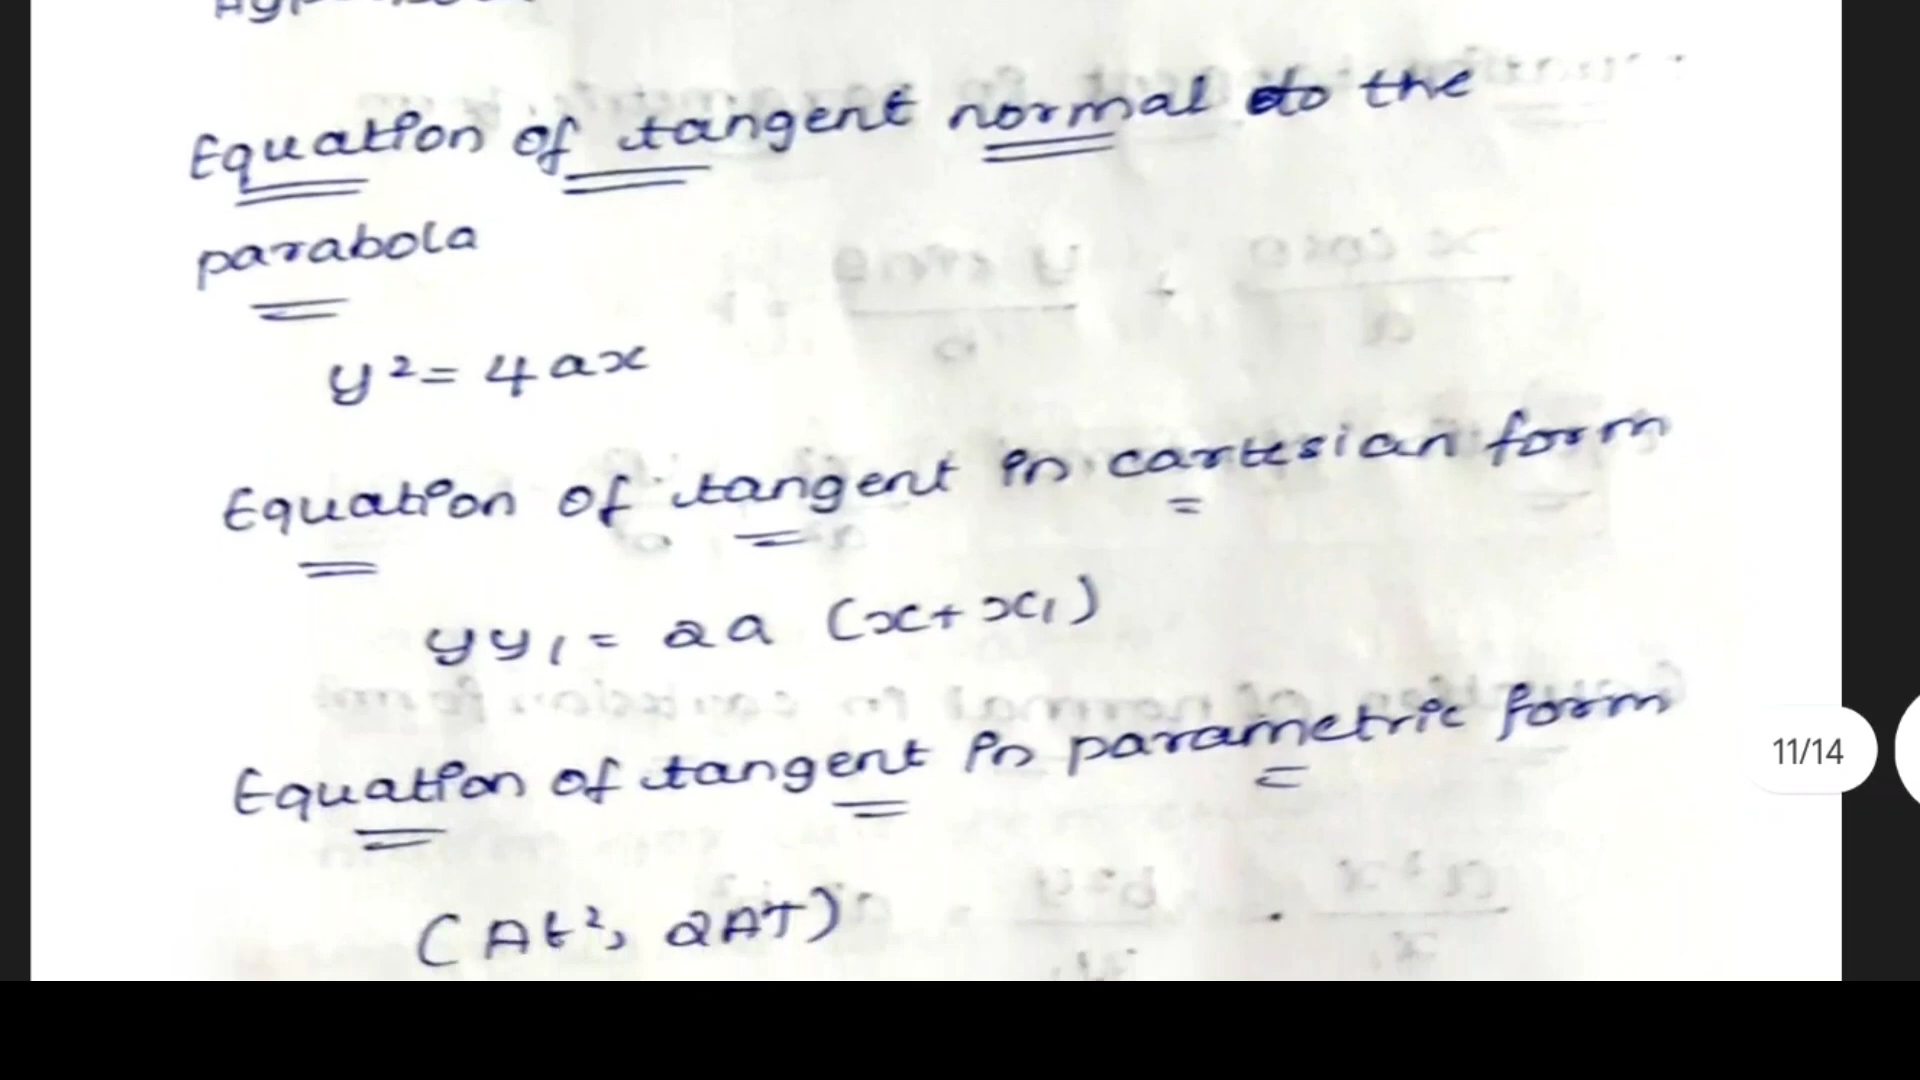 Equation of tangent normal to the
parabola
y² = 4ax
Equation of tangent in cartesian form
yy₁ = 2a (x+x₁)
Equation of tangent in parametric form
11/14
(At², 2AT)